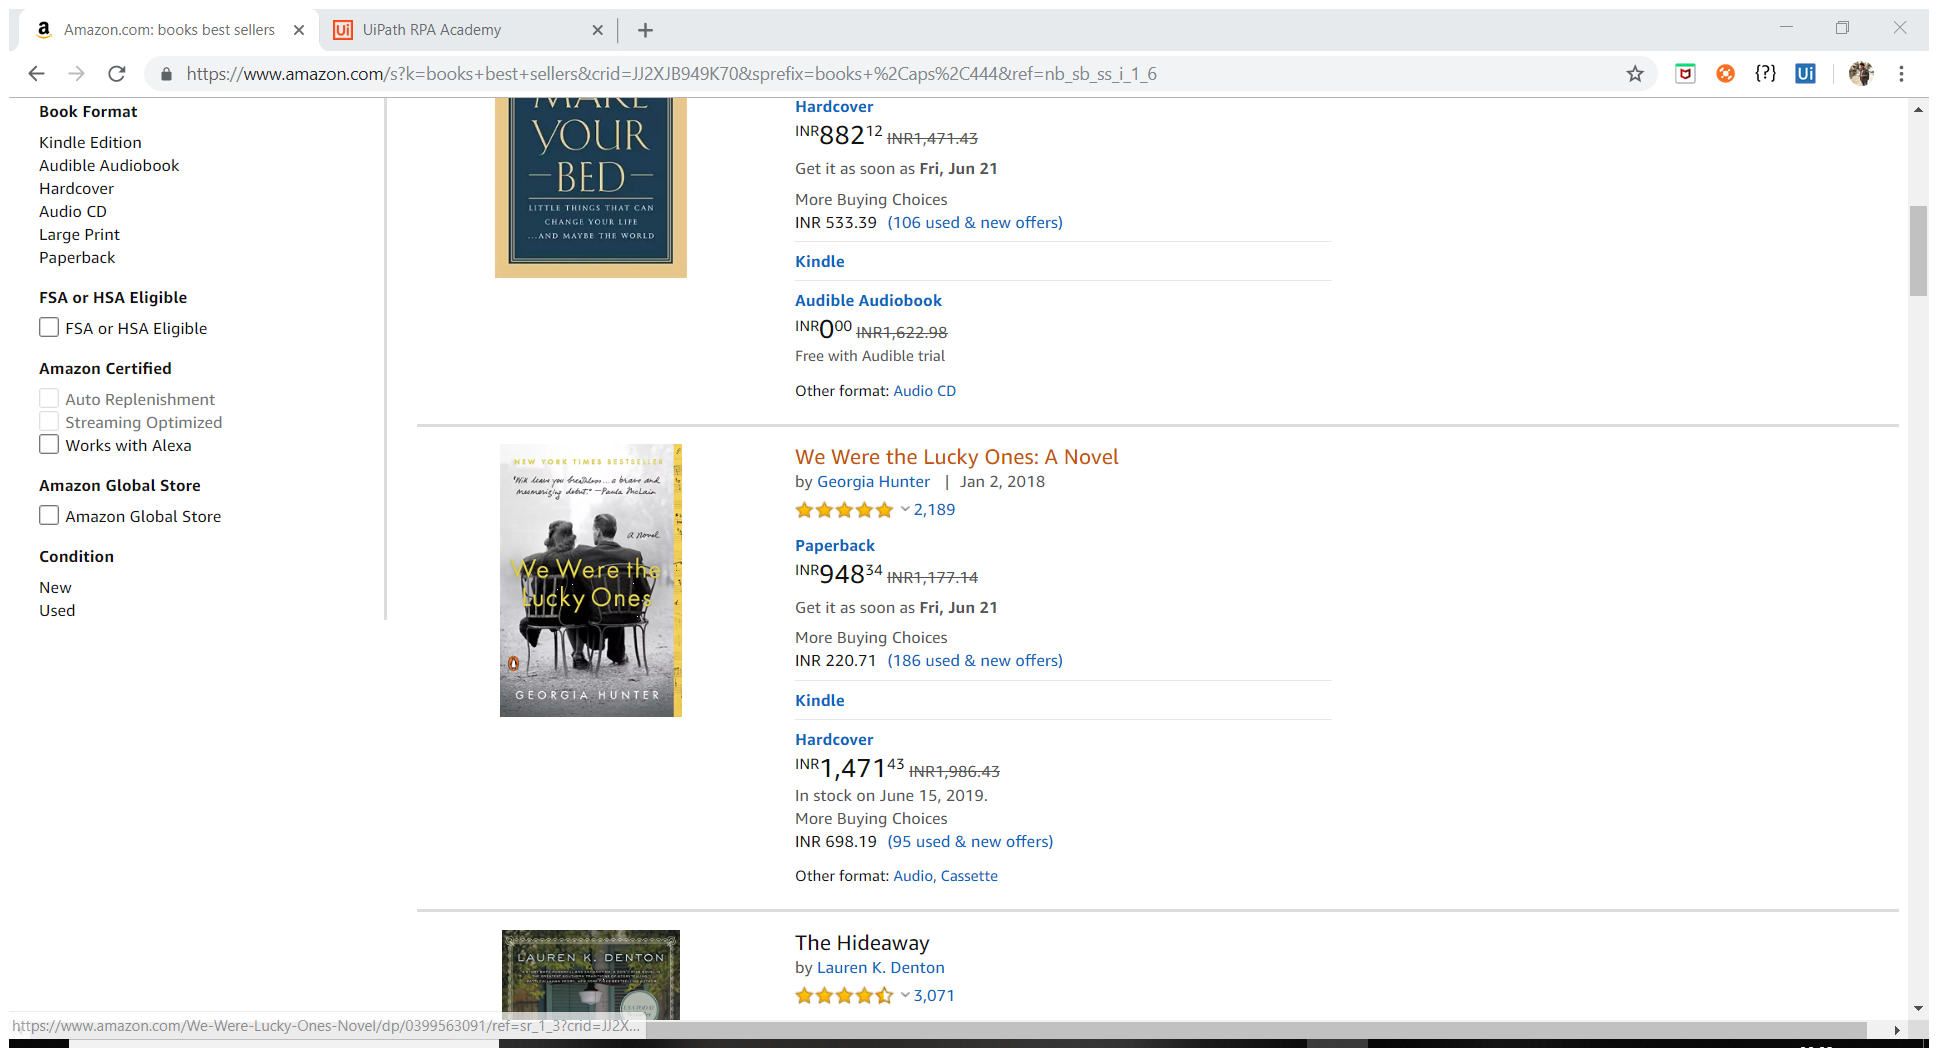 Amazon.com: books best sellers
UiPath RPA Academy
https://www.amazon.com/s?k=books+best+sellers&crid=JJ2XJB949K70&sprefix=books+%2Caps%2C444&ref=nb_sb_ss_i_1_6
Book Format
Kindle Edition
Audible Audiobook
Hardcover
Audio CD
Large Print
Paperback
FSA or HSA Eligible
FSA or HSA Eligible
Amazon Certified
Auto Replenishment
Streaming Optimized
Works with Alexa
Amazon Global Store
Amazon Global Store
Condition
New
Used
MAKE
YOUR
BED
LITTLE THINGS THAT CAN
CHANGE YOUR LIFE
...AND MAYBE THE WORLD
Hardcover
INR882 12 INR1,471.43
Get it as soon as Fri, Jun 21
More Buying Choices
INR 533.39 (106 used & new offers)
Kindle
Audible Audiobook
INR0 00 INR1,622.98
Free with Audible trial
Other format: Audio CD
NEW YORK TIMES BESTSELLER
"Will leave you breathless...a brave and
mesmerizing debut." —Paula McLain
A Novel
We Were the
Lucky Ones
GEORGIA HUNTER
We Were the Lucky Ones: A Novel
by Georgia Hunter | Jan 2, 2018
2,189
Paperback
INR948 34 INR1,177.14
Get it as soon as Fri, Jun 21
More Buying Choices
INR 220.71 (186 used & new offers)
Kindle
Hardcover
INR1,471 43 INR1,986.43
In stock on June 15, 2019.
More Buying Choices
INR 698.19 (95 used & new offers)
Other format: Audio, Cassette
LAUREN K. DENTON
The Hideaway
by Lauren K. Denton
3,071
https://www.amazon.com/We-Were-Lucky-Ones-Novel/dp/0399563091/ref=sr_1_3?crid=JJ2X...